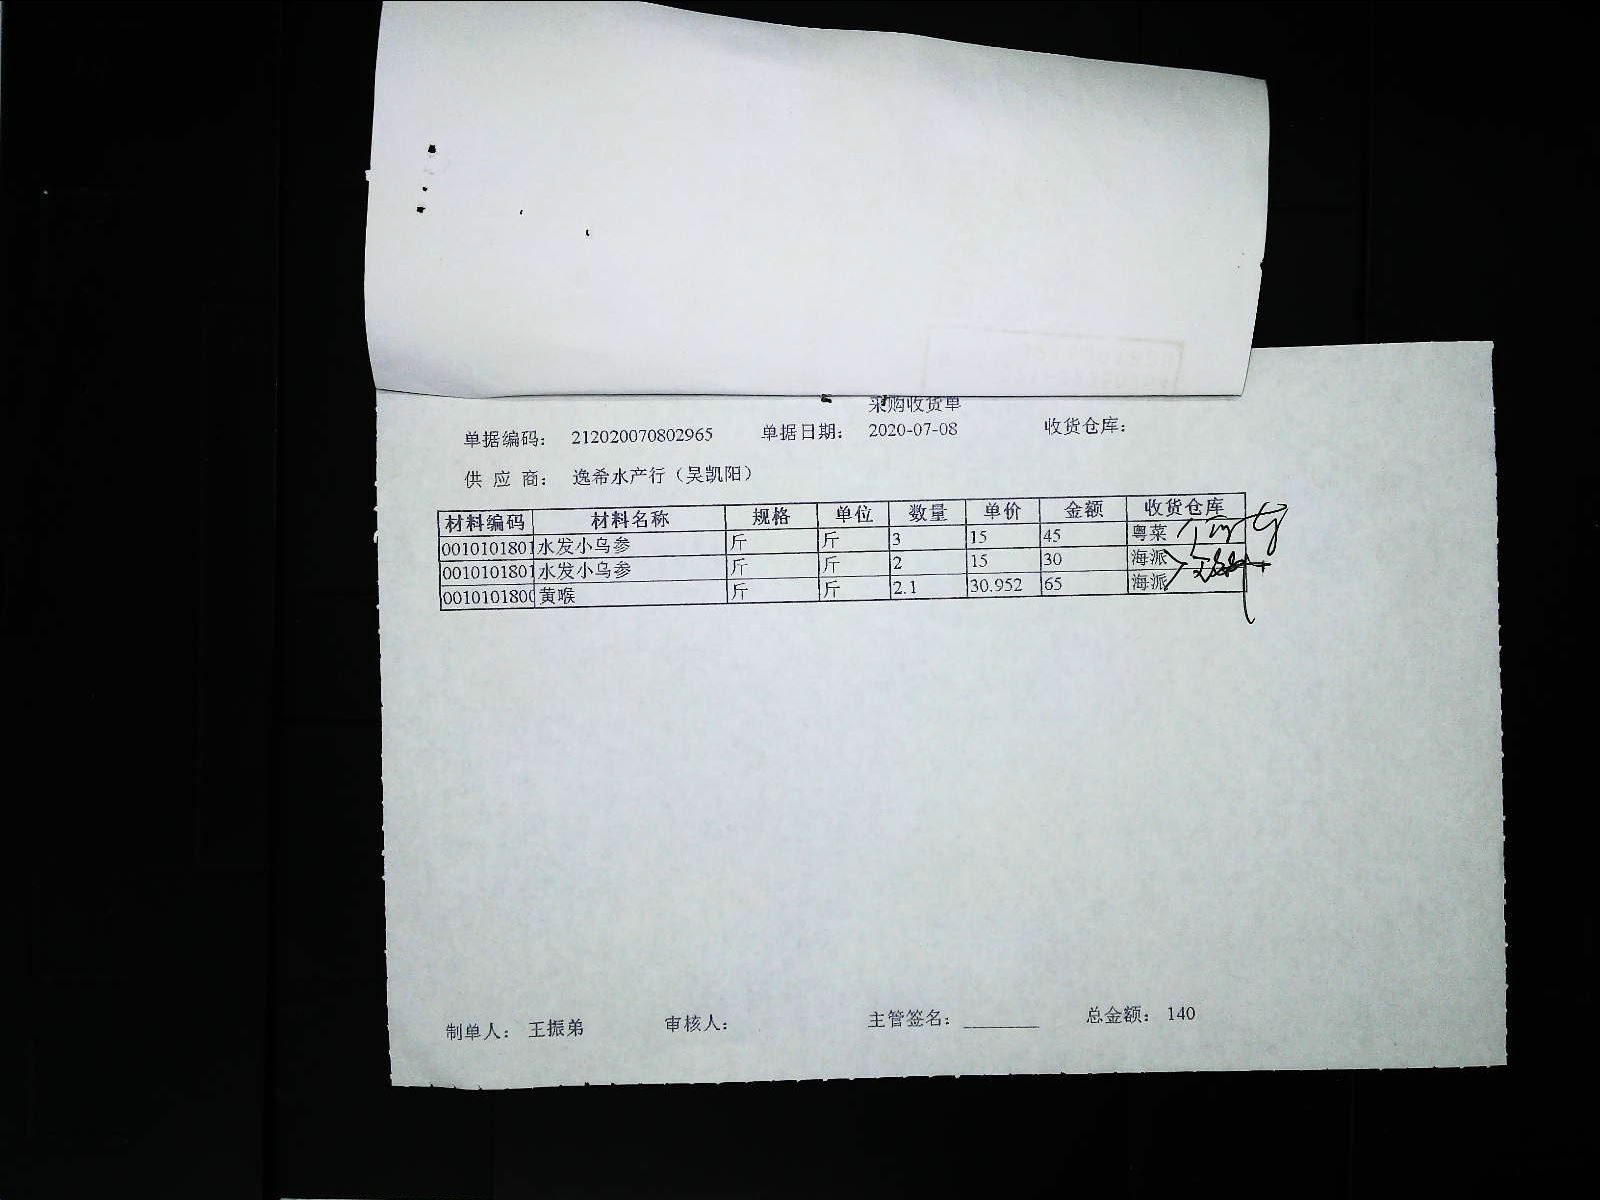 采购收货单
单据编码： 212020070802965 单据日期： 2020-07-08 收货仓库：
供 应 商： 逸希水产行（吴凯阳）
材料编码 材料名称 规格 单位 数量 单价 金额 收货仓库
0010101801 水发小乌参 斤 斤 3 15 45 粤菜
0010101801 水发小乌参 斤 斤 2 15 30 海派
0010101800 黄喉 斤 斤 2.1 30.952 65 海派
制单人： 王振弟 审核人： 主管签名： ________ 总金额： 140